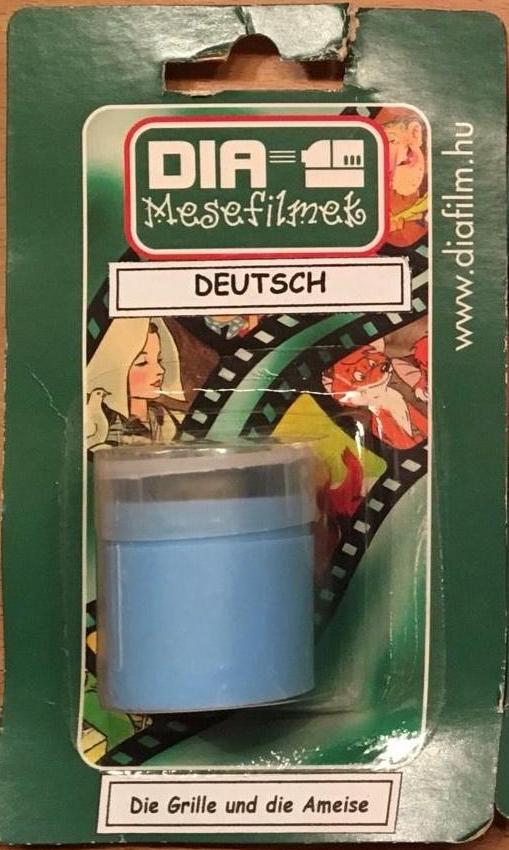 DIA
Mesefilmek
www.diafilm.hu
DEUTSCH
Die Grille und die Ameise